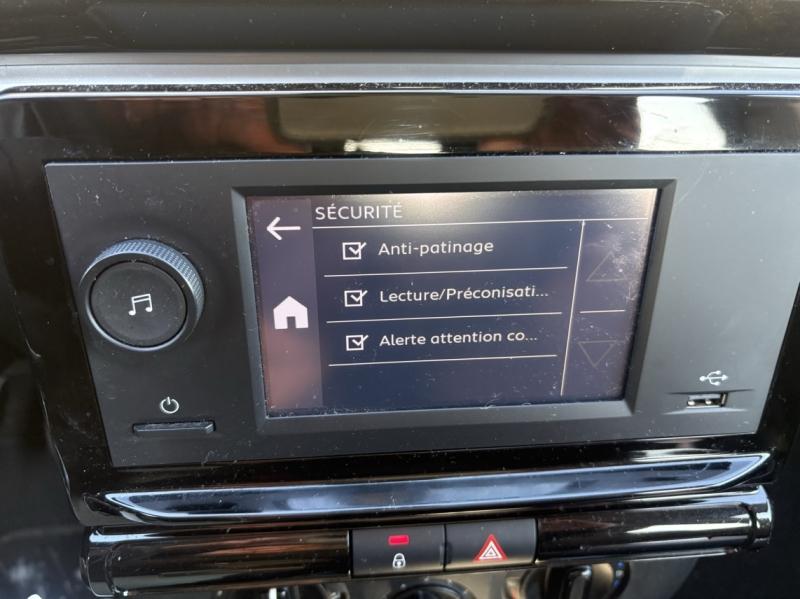 SÉCURITÉ
Anti-patinage
Lecture/Préconisati...
Alerte attention co...